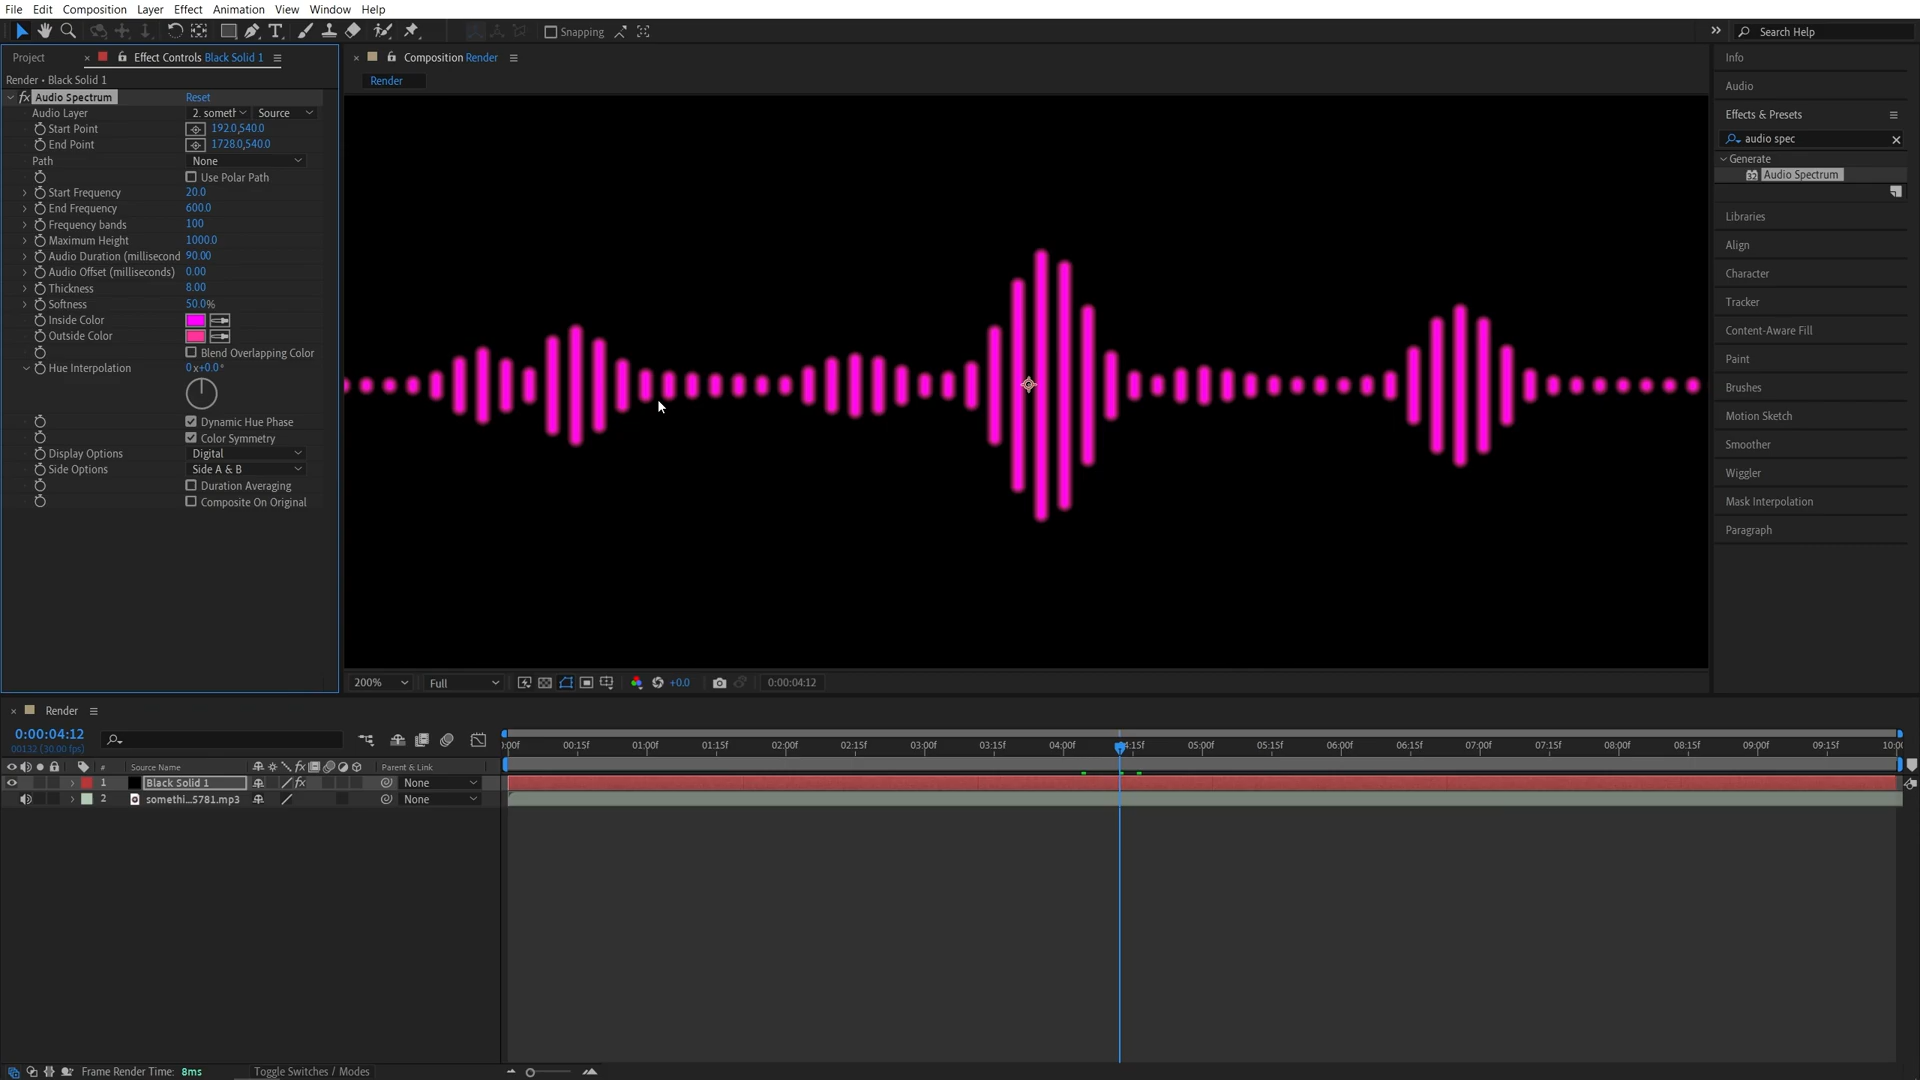 File Edit Composition Layer Effect Animation View Window Help
Snapping
Search Help
Project Effect Controls Black Solid 1
Render • Black Solid 1
fx Audio Spectrum Reset
Audio Layer 2. someth Source
Start Point 192.0,540.0
End Point 1728.0,540.0
Path None
Use Polar Path
Start Frequency 20.0
End Frequency 600.0
Frequency bands 100
Maximum Height 1000.0
Audio Duration (millisecond 90.00
Audio Offset (milliseconds) 0.00
Thickness 8.00
Softness 50.0%
Inside Color
Outside Color
Blend Overlapping Color
Hue Interpolation 0x+0.0°
Dynamic Hue Phase
Color Symmetry
Display Options Digital
Side Options Side A & B
Duration Averaging
Composite On Original
Composition Render
Render
200% Full +0.0 0:00:04:12
Info
Audio
Effects & Presets
audio spec
Generate
Audio Spectrum
Libraries
Align
Character
Tracker
Content-Aware Fill
Paint
Brushes
Motion Sketch
Smoother
Wiggler
Mask Interpolation
Paragraph
Render
0:00:04:12
00132 (30.00 fps)
:00f 00:15f 01:00f 01:15f 02:00f 02:15f 03:00f 03:15f 04:00f 04:15f 05:00f 05:15f 06:00f 06:15f 07:00f 07:15f 08:00f 08:15f 09:00f 09:15f 10:00
# Source Name fx Parent & Link
1 Black Solid 1 fx None
2 somethi...5781.mp3 None
Frame Render Time: 8ms Toggle Switches / Modes